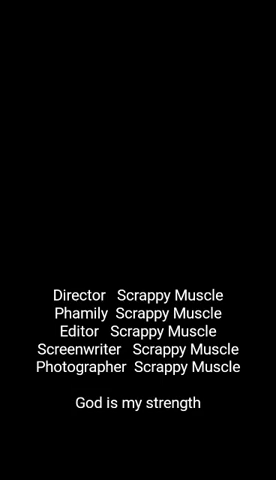 Director Scrappy Muscle
Phamily Scrappy Muscle
Editor Scrappy Muscle
Screenwriter Scrappy Muscle
Photographer Scrappy Muscle
God is my strength